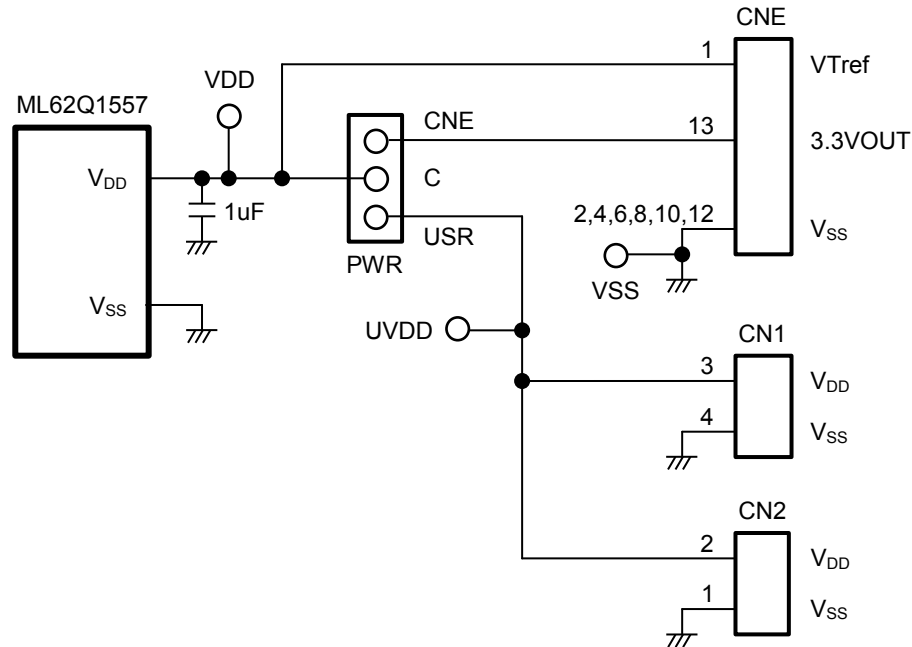 CNE
1
VTref
VDD
ML62Q1557
CNE
13
3.3VOUT
VDD
C
1uF
2,4,6,8,10,12
VSS
USR
PWR
VSS
VSS
UVDD
CN1
3
VDD
4
VSS
CN2
2
VDD
1
VSS